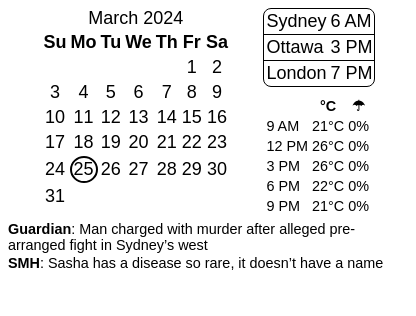 March 2024
Su Mo Tu We Th Fr Sa
1 2
3 4 5 6 7 8 9
10 11 12 13 14 15 16
17 18 19 20 21 22 23
24 25 26 27 28 29 30
31
Sydney 6 AM
Ottawa 3 PM
London 7 PM
°C ☂
9 AM 21°C 0%
12 PM 26°C 0%
3 PM 26°C 0%
6 PM 22°C 0%
9 PM 21°C 0%
Guardian: Man charged with murder after alleged pre-
arranged fight in Sydney’s west
SMH: Sasha has a disease so rare, it doesn’t have a name